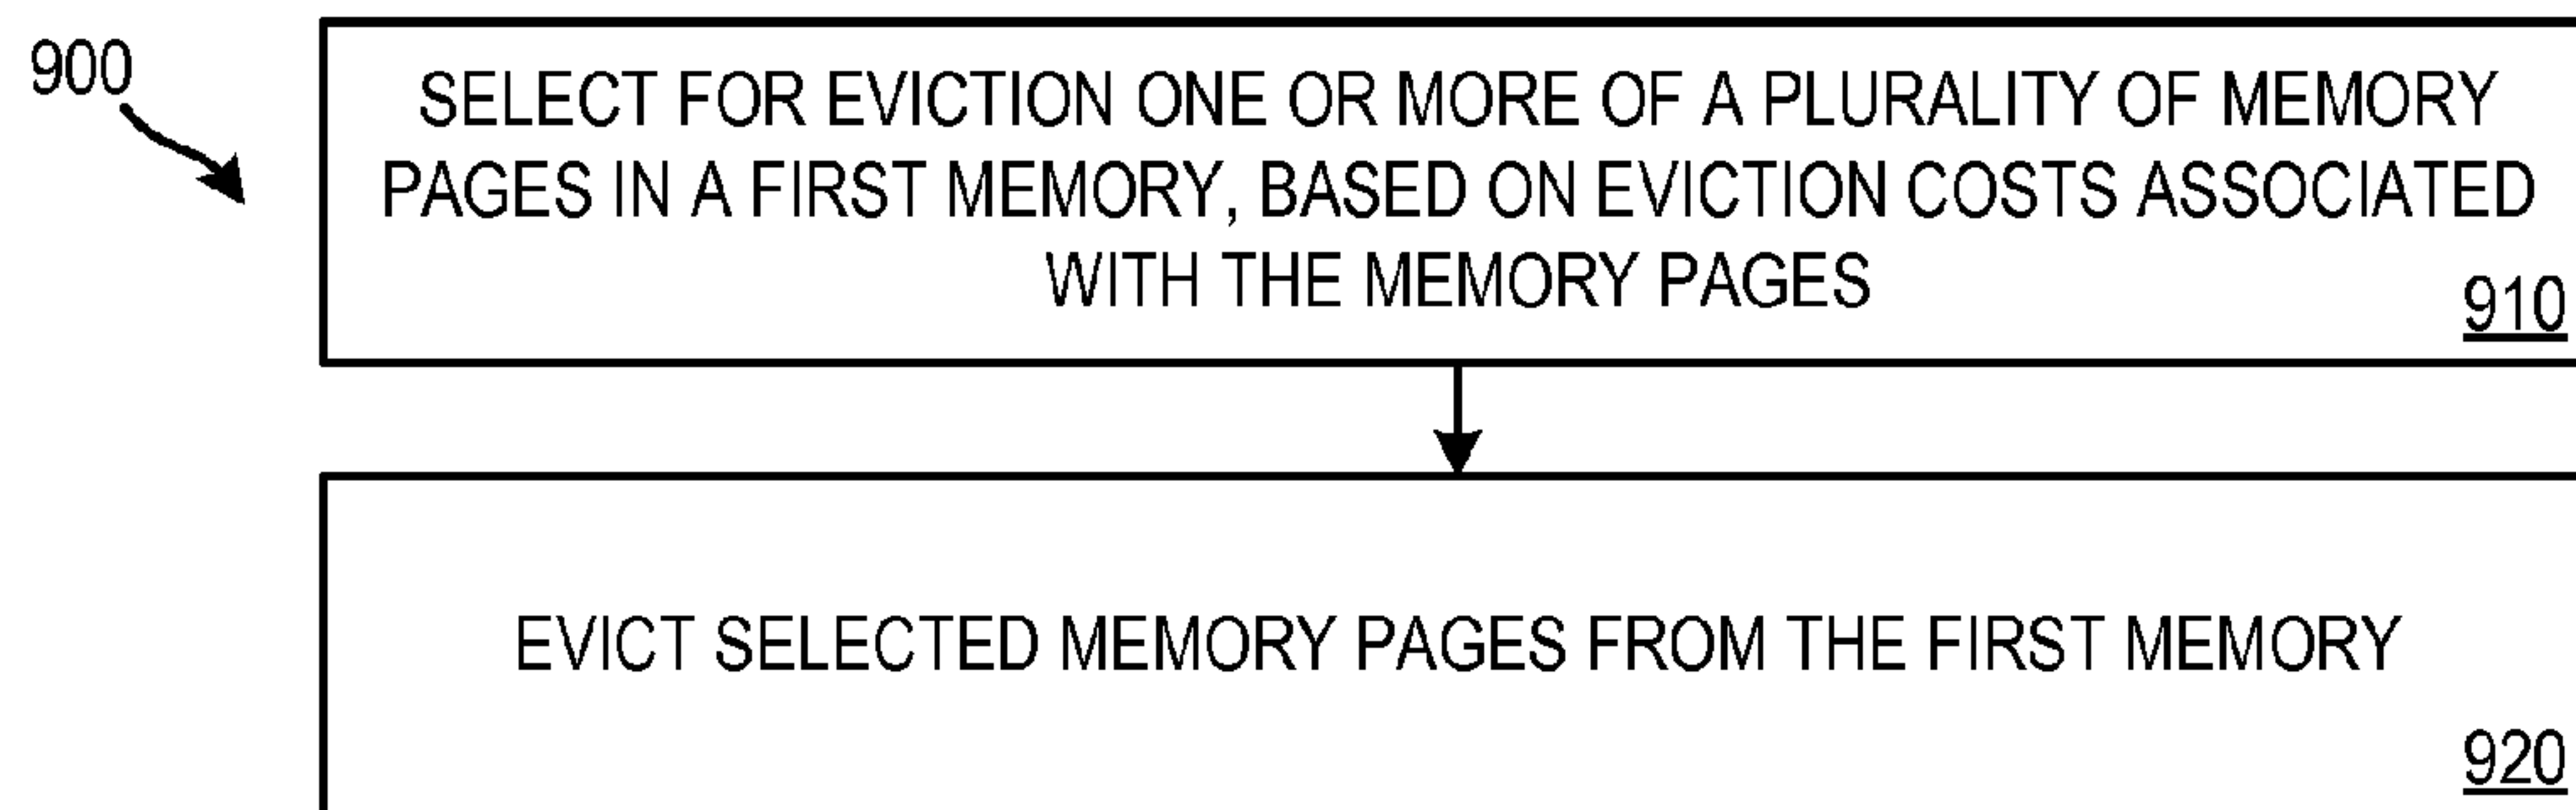 900
SELECT FOR EVICTION ONE OR MORE OF A PLURALITY OF MEMORY
PAGES IN A FIRST MEMORY, BASED ON EVICTION COSTS ASSOCIATED
WITH THE MEMORY PAGES
910
EVICT SELECTED MEMORY PAGES FROM THE FIRST MEMORY
920